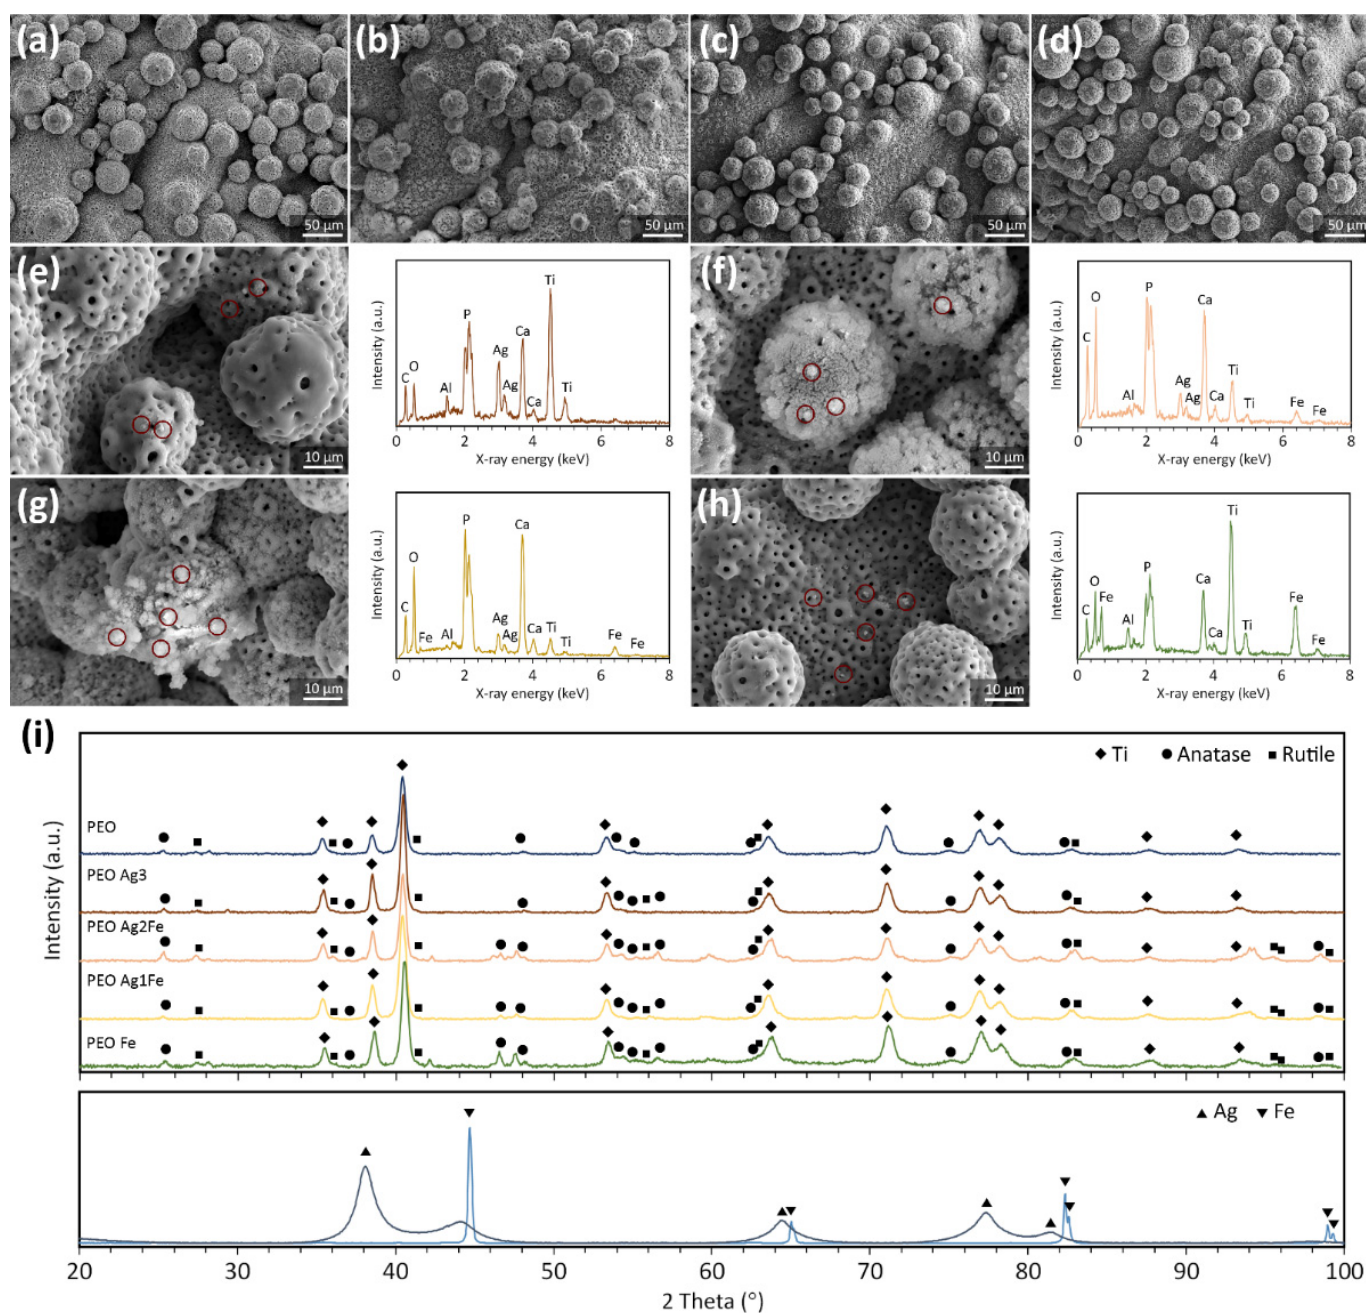 (a) (b) (c) (d)
50 µm 50 µm 50 µm 50 µm
(e)
10 µm
Intensity (a.u.)
C O Al P Ag Ag Ca Ca Ti Ti
0 2 4 6 8
X-ray energy (keV)
(f)
10 µm
Intensity (a.u.)
C O Al P Ag Ag Ca Ca Ti Ti Fe Fe
0 2 4 6 8
X-ray energy (keV)
(g)
10 µm
Intensity (a.u.)
C O Fe Al P Ag Ag Ca Ca Ti Ti Fe Fe
0 2 4 6 8
X-ray energy (keV)
(h)
10 µm
Intensity (a.u.)
C O Fe Al P Ca Ca Ti Ti Fe Fe
0 2 4 6 8
X-ray energy (keV)
(i)
Ti Anatase Rutile
Intensity (a.u.)
PEO
PEO Ag3
PEO Ag2Fe
PEO Ag1Fe
PEO Fe
Ag Fe
20 30 40 50 60 70 80 90 100
2 Theta (°)